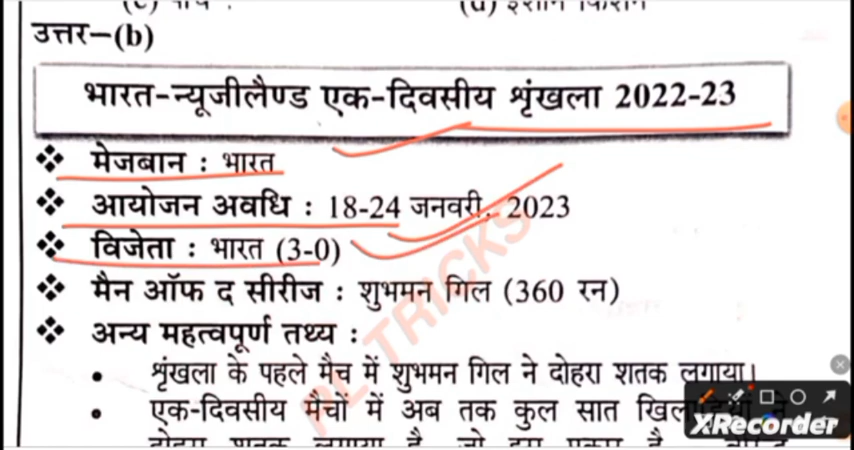 उत्तर–(b)
भारत-न्यूजीलैण्ड एक-दिवसीय श्रृंखला 2022-23
❖ मेजबान : भारत
❖ आयोजन अवधि : 18-24 जनवरी, 2023
❖ विजेता : भारत (3-0)
❖ मैन ऑफ द सीरीज : शुभमन गिल (360 रन)
❖ अन्य महत्वपूर्ण तथ्य :
• श्रृंखला के पहले मैच में शुभमन गिल ने दोहरा शतक लगाया।
• एक-दिवसीय मैचों में अब तक कुल सात
RL TRICKS
XRecorder